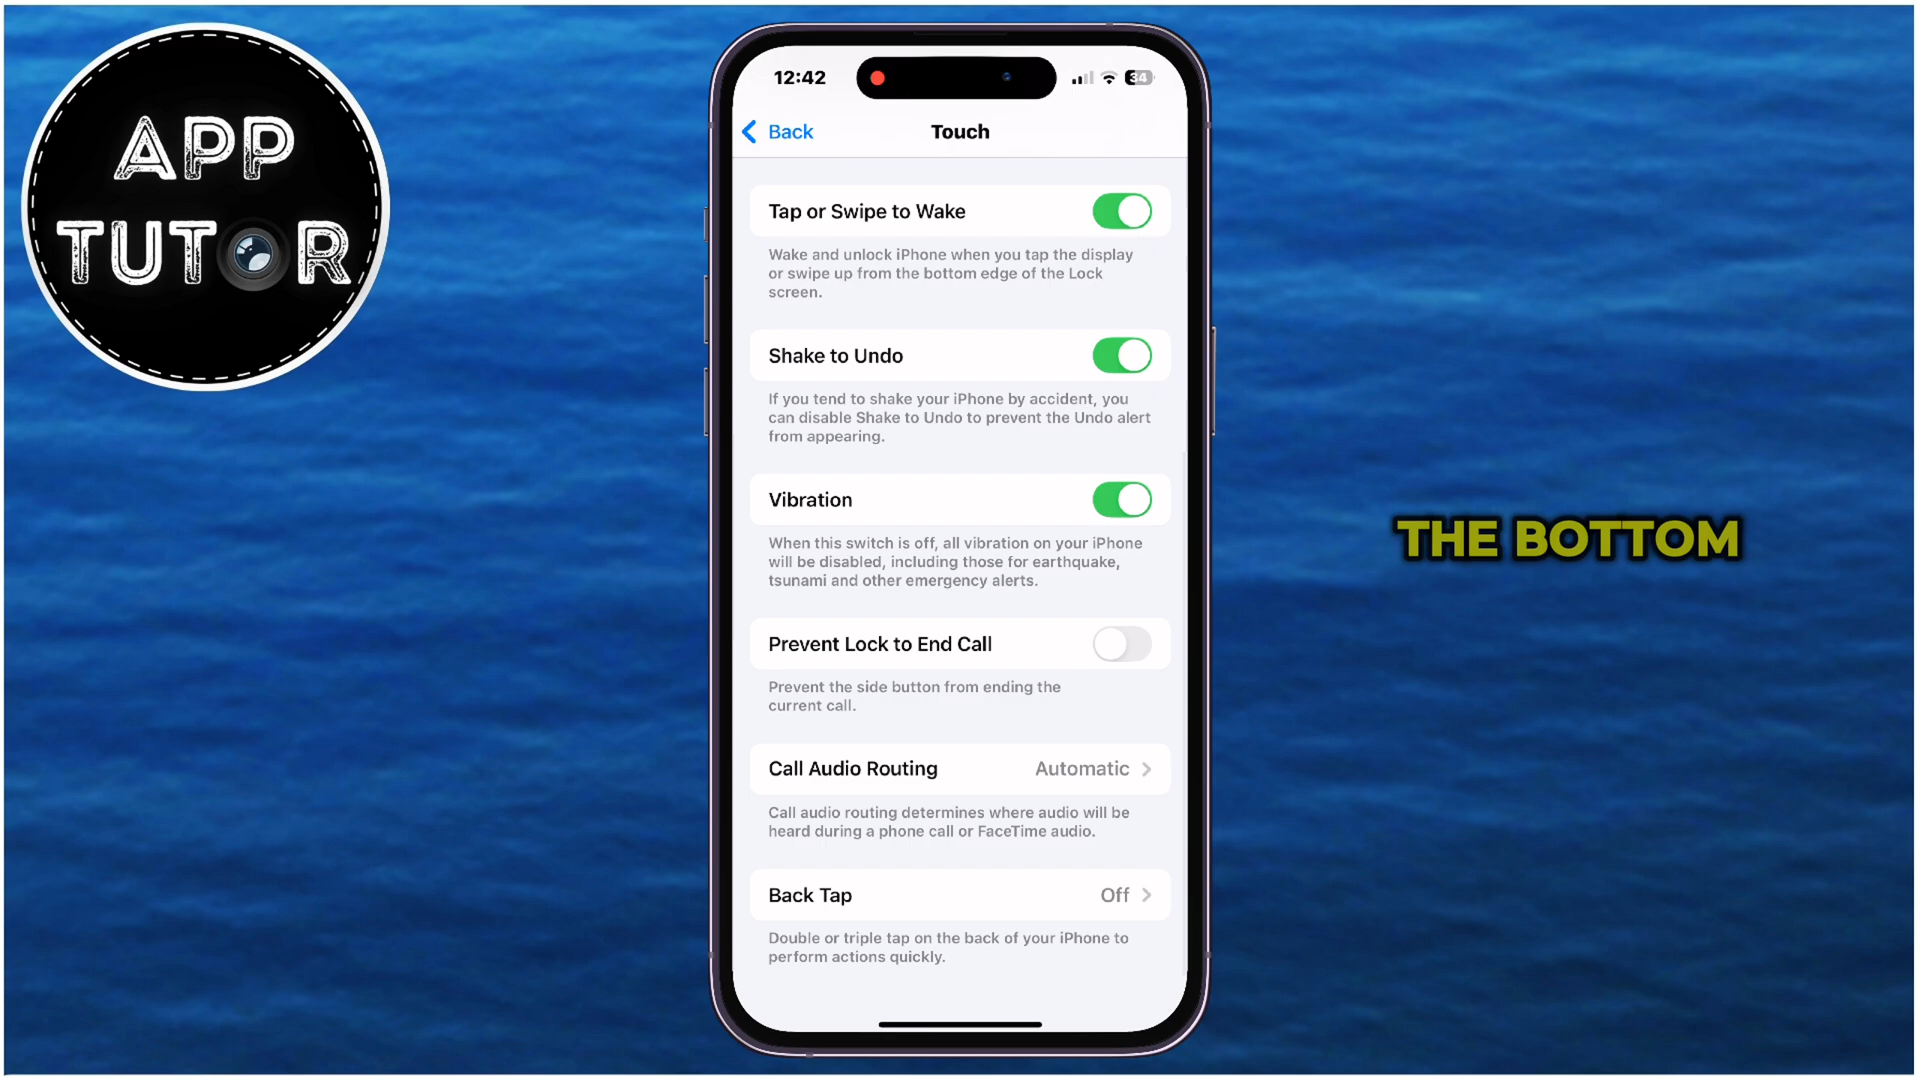 APP
TUTOR
12:42
34
Back
Touch
Tap or Swipe to Wake
Wake and unlock iPhone when you tap the display
or swipe up from the bottom edge of the Lock
screen.
Shake to Undo
If you tend to shake your iPhone by accident, you
can disable Shake to Undo to prevent the Undo alert
from appearing.
Vibration
When this switch is off, all vibration on your iPhone
will be disabled, including those for earthquake,
tsunami and other emergency alerts.
THE BOTTOM
Prevent Lock to End Call
Prevent the side button from ending the
current call.
Call Audio Routing Automatic
Call audio routing determines where audio will be
heard during a phone call or FaceTime audio.
Back Tap Off
Double or triple tap on the back of your iPhone to
perform actions quickly.